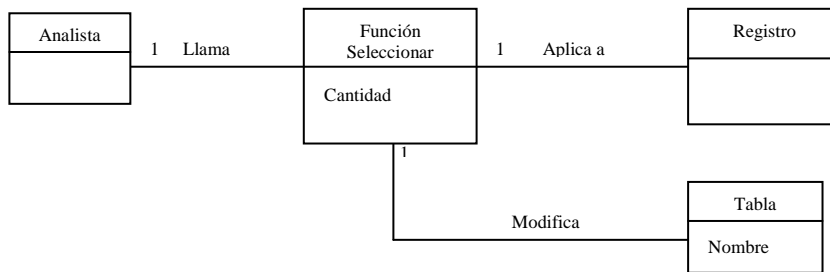 Analista
1 Llama
Función
Seleccionar
Cantidad
1 Aplica a
Registro
1
Modifica
Tabla
Nombre